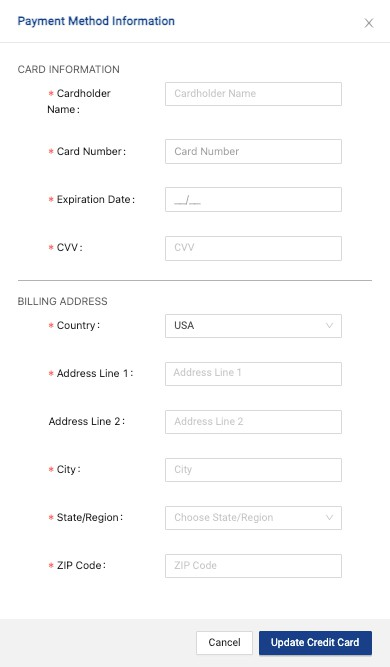 Payment Method Information
CARD INFORMATION
* Cardholder Name: Cardholder Name
* Card Number: Card Number
* Expiration Date: __/__
* CVV: CVV
BILLING ADDRESS
* Country: USA
* Address Line 1: Address Line 1
Address Line 2: Address Line 2
* City: City
* State/Region: Choose State/Region
* ZIP Code: ZIP Code
Cancel Update Credit Card